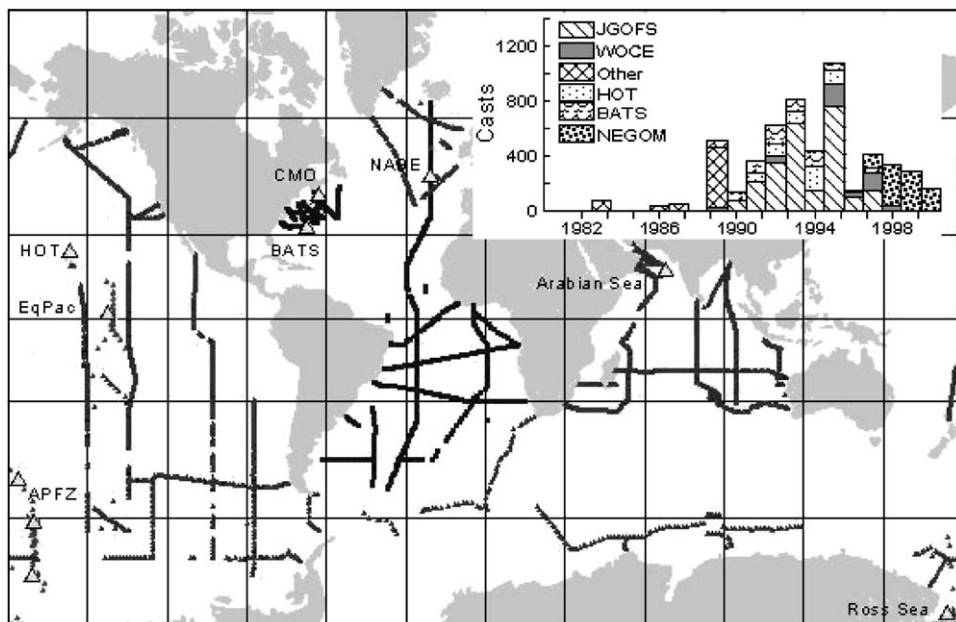 JGOFS
WOCE
Other
HOT
BATS
NEGOM
Casts
1200
800
400
0
1982 1986 1990 1994 1998
CMO
NABE
HOT
BATS
Arabian Sea
EqPac
APFZ
Ross Sea